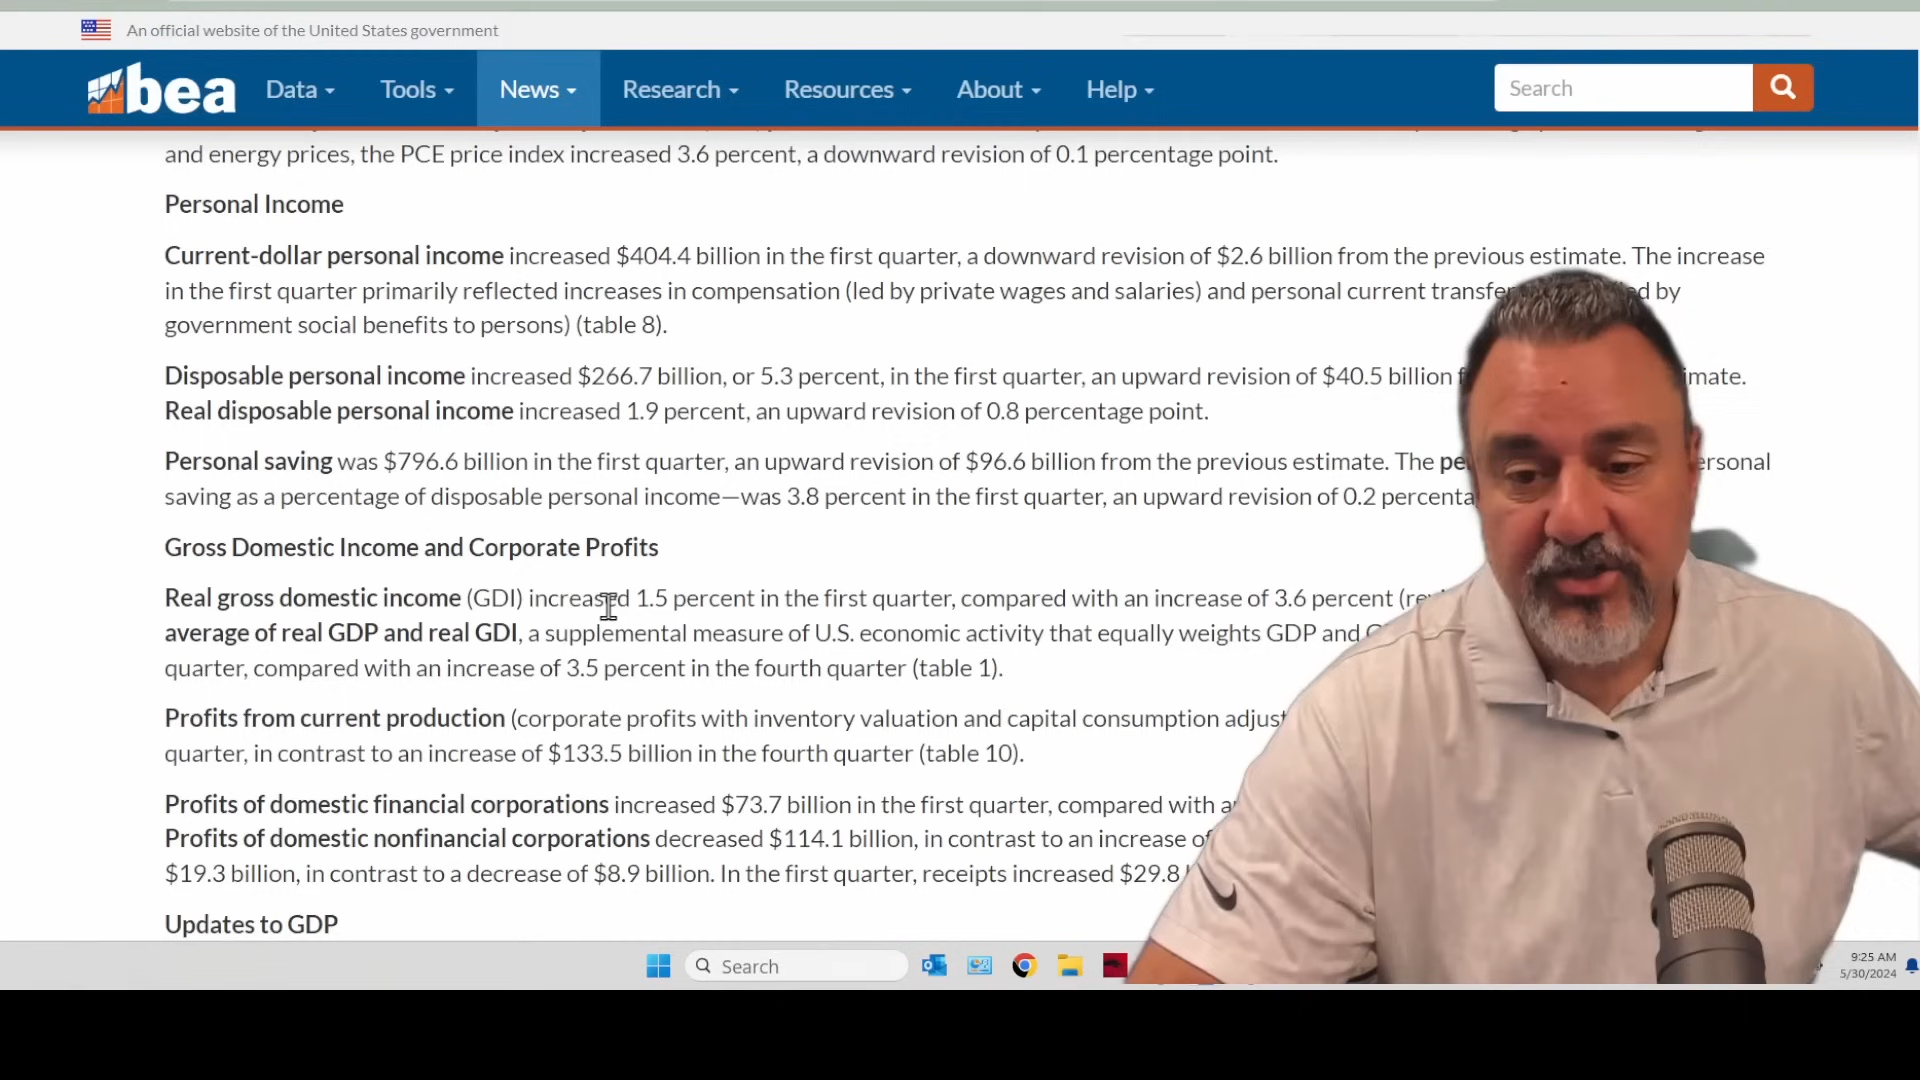 An official website of the United States government
bea Data Tools News Research Resources About Help Search
and energy prices, the PCE price index increased 3.6 percent, a downward revision of 0.1 percentage point.
Personal Income
Current-dollar personal income increased $404.4 billion in the first quarter, a downward revision of $2.6 billion from the previous estimate. The increase
in the first quarter primarily reflected increases in compensation (led by private wages and salaries) and personal current transfer led by
government social benefits to persons) (table 8).
Disposable personal income increased $266.7 billion, or 5.3 percent, in the first quarter, an upward revision of $40.5 billion
Real disposable personal income increased 1.9 percent, an upward revision of 0.8 percentage point.
Personal saving was $796.6 billion in the first quarter, an upward revision of $96.6 billion from the previous estimate. The
saving as a percentage of disposable personal income—was 3.8 percent in the first quarter, an upward revision of 0.2
Gross Domestic Income and Corporate Profits
Real gross domestic income (GDI) increased 1.5 percent in the first quarter, compared with an increase of 3.6 percent
average of real GDP and real GDI, a supplemental measure of U.S. economic activity that equally weights GDP and
quarter, compared with an increase of 3.5 percent in the fourth quarter (table 1).
Profits from current production (corporate profits with inventory valuation and capital consumption
quarter, in contrast to an increase of $133.5 billion in the fourth quarter (table 10).
Profits of domestic financial corporations increased $73.7 billion in the first quarter, compared with
Profits of domestic nonfinancial corporations decreased $114.1 billion, in contrast to an increase of
$19.3 billion, in contrast to a decrease of $8.9 billion. In the first quarter, receipts increased $29.8
Updates to GDP
Search
9:25 AM
5/30/2024